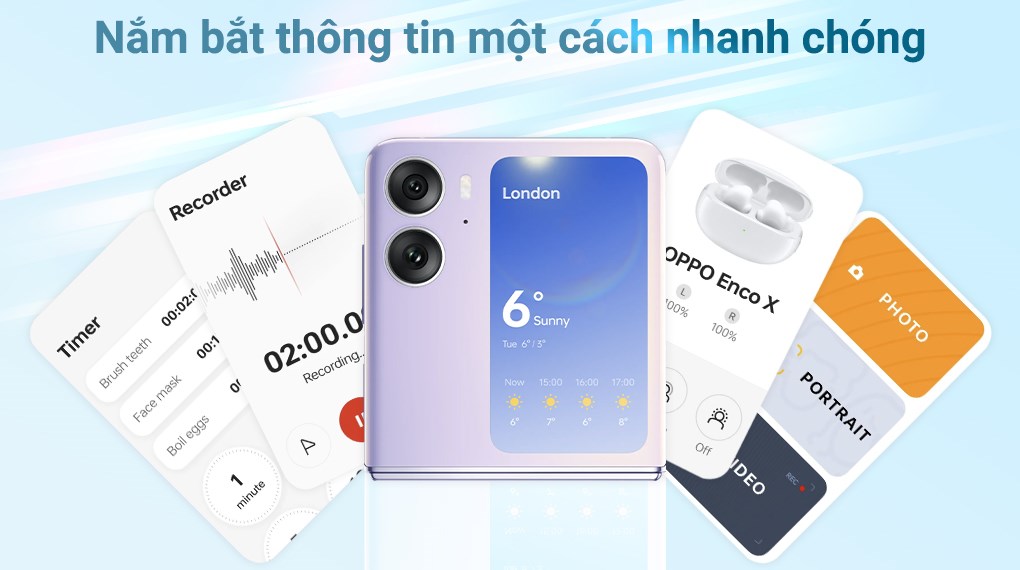 Nắm bắt thông tin một cách nhanh chóng
Timer
Brush teeth
Face mask
Boil eggs
1
minute
Recorder
Recording...
London
6°
Sunny
Tue 6° / 3°
Now 15:00 16:00 17:00
6° 7° 6° 8°
OPPO Enco X
L
R
100%
100%
Off
PHOTO
PORTRAIT
REC